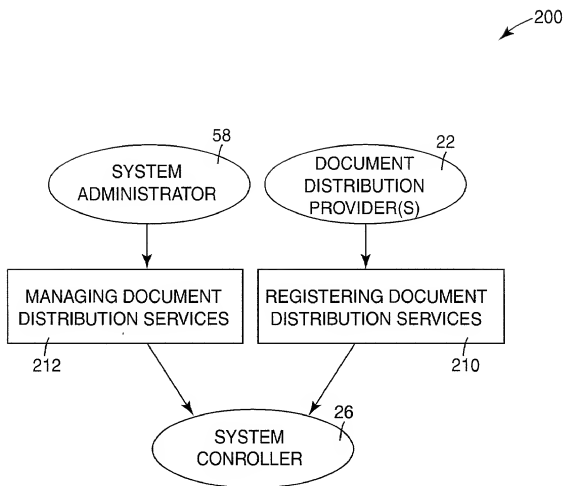 200
58
SYSTEM
ADMINISTRATOR
22
DOCUMENT
DISTRIBUTION
PROVIDER(S)
MANAGING DOCUMENT
DISTRIBUTION SERVICES
212
REGISTERING DOCUMENT
DISTRIBUTION SERVICES
210
26
SYSTEM
CONROLLER